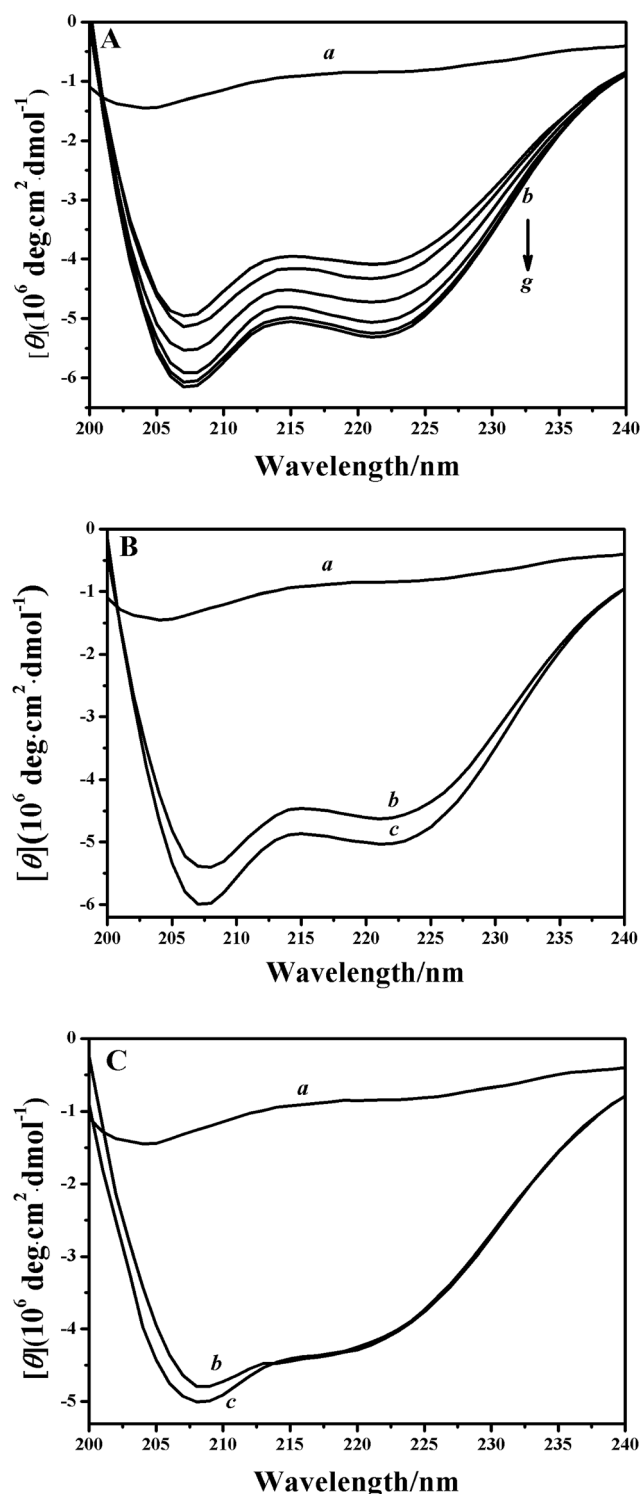 A
a
b
g
0
-1
-2
-3
-4
-5
-6
[θ](10⁶ deg·cm²·dmol⁻¹)
200 205 210 215 220 225 230 235 240
Wavelength/nm
B
a
b
c
0
-1
-2
-3
-4
-5
-6
[θ](10⁶ deg·cm²·dmol⁻¹)
200 205 210 215 220 225 230 235 240
Wavelength/nm
C
a
b
c
0
-1
-2
-3
-4
-5
[θ](10⁶ deg·cm²·dmol⁻¹)
200 205 210 215 220 225 230 235 240
Wavelength/nm